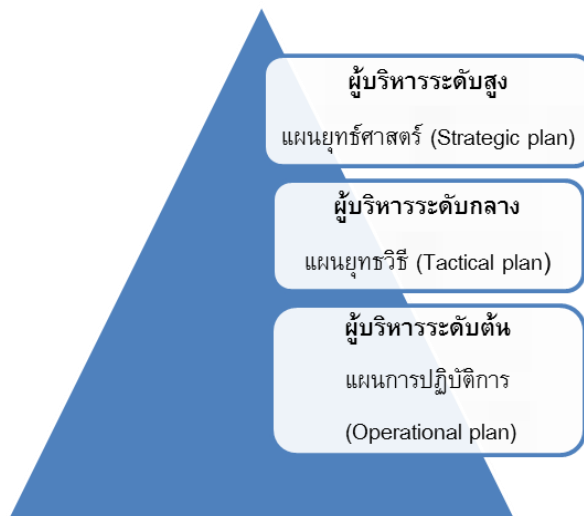 ผู้บริหารระดับสูง
แผนยุทธ์ศาสตร์ (Strategic plan)
ผู้บริหารระดับกลาง
แผนยุทธวิธี (Tactical plan)
ผู้บริหารระดับต้น
แผนการปฏิบัติการ
(Operational plan)